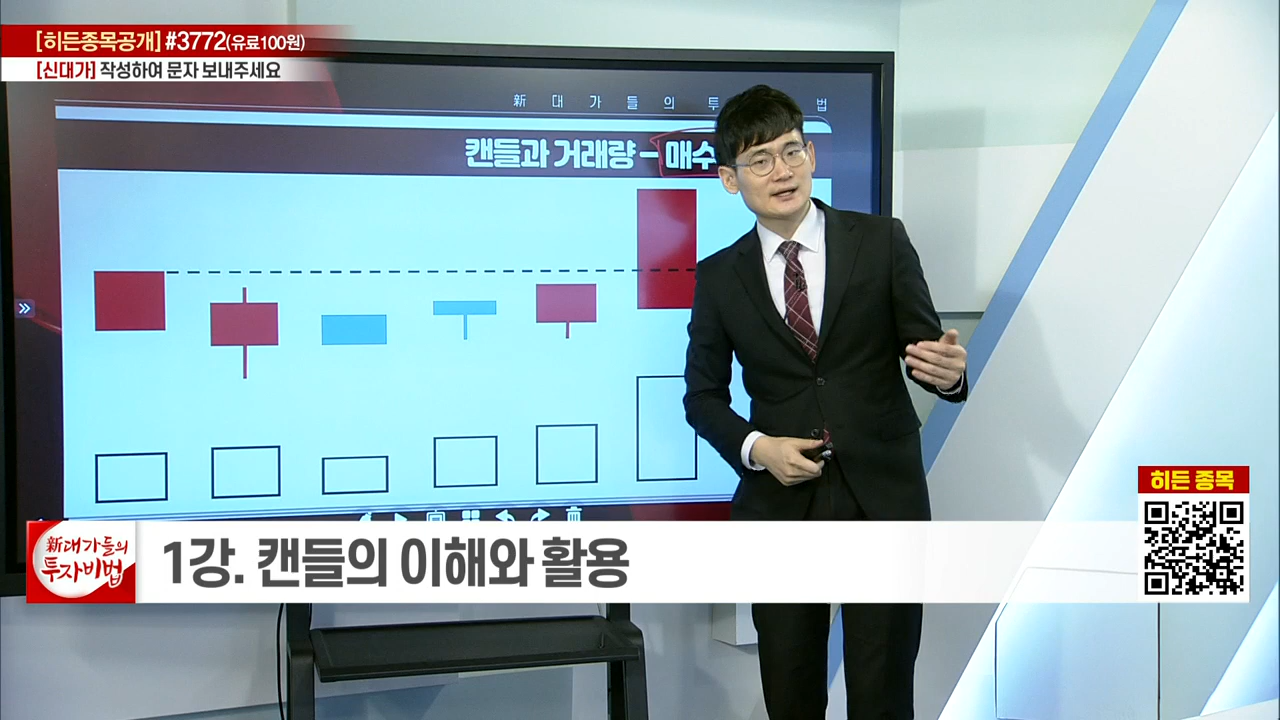 [히든종목공개] #3772(유료100원)
[신대가] 작성하여 문자 보내주세요
新 대 가 들 의 투 법
캔들과 거래량 - 매수
히든 종목
新대가들의
투자비법
1강. 캔들의 이해와 활용